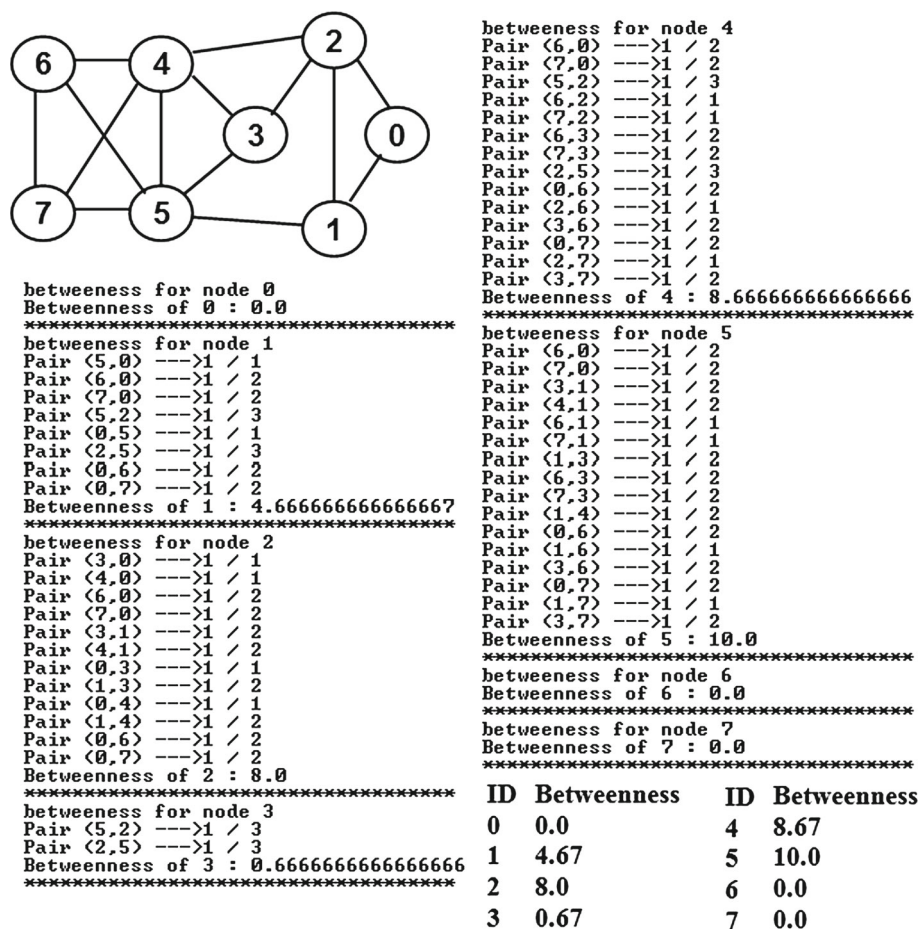 2
6
4
3
0
7
5
1
betweeness for node 0
Betweenness of 0 : 0.0
***********************************
betweeness for node 1
Pair (5,0) --->1 / 1
Pair (6,0) --->1 / 2
Pair (7,0) --->1 / 2
Pair (5,2) --->1 / 3
Pair (0,5) --->1 / 1
Pair (2,5) --->1 / 3
Pair (0,6) --->1 / 2
Pair (0,7) --->1 / 2
Betweenness of 1 : 4.666666666666667
***********************************
betweeness for node 2
Pair (3,0) --->1 / 1
Pair (4,0) --->1 / 1
Pair (6,0) --->1 / 2
Pair (7,0) --->1 / 2
Pair (3,1) --->1 / 2
Pair (4,1) --->1 / 2
Pair (0,3) --->1 / 1
Pair (1,3) --->1 / 2
Pair (0,4) --->1 / 1
Pair (1,4) --->1 / 2
Pair (0,6) --->1 / 2
Pair (0,7) --->1 / 2
Betweenness of 2 : 8.0
***********************************
betweeness for node 3
Pair (5,2) --->1 / 3
Pair (2,5) --->1 / 3
Betweenness of 3 : 0.6666666666666666
***********************************
betweeness for node 4
Pair (6,0) --->1 / 2
Pair (7,0) --->1 / 2
Pair (5,2) --->1 / 3
Pair (6,2) --->1 / 1
Pair (7,2) --->1 / 1
Pair (6,3) --->1 / 2
Pair (7,3) --->1 / 2
Pair (2,5) --->1 / 3
Pair (0,6) --->1 / 2
Pair (2,6) --->1 / 1
Pair (3,6) --->1 / 2
Pair (0,7) --->1 / 2
Pair (2,7) --->1 / 1
Pair (3,7) --->1 / 2
Betweenness of 4 : 8.666666666666666
***********************************
betweeness for node 5
Pair (6,0) --->1 / 2
Pair (7,0) --->1 / 2
Pair (3,1) --->1 / 2
Pair (4,1) --->1 / 2
Pair (6,1) --->1 / 1
Pair (7,1) --->1 / 1
Pair (1,3) --->1 / 2
Pair (6,3) --->1 / 2
Pair (7,3) --->1 / 2
Pair (1,4) --->1 / 2
Pair (0,6) --->1 / 2
Pair (1,6) --->1 / 1
Pair (3,6) --->1 / 2
Pair (0,7) --->1 / 2
Pair (1,7) --->1 / 1
Pair (3,7) --->1 / 2
Betweenness of 5 : 10.0
***********************************
betweeness for node 6
Betweenness of 6 : 0.0
***********************************
betweeness for node 7
Betweenness of 7 : 0.0
***********************************
ID Betweenness ID Betweenness
0 0.0 4 8.67
1 4.67 5 10.0
2 8.0 6 0.0
3 0.67 7 0.0